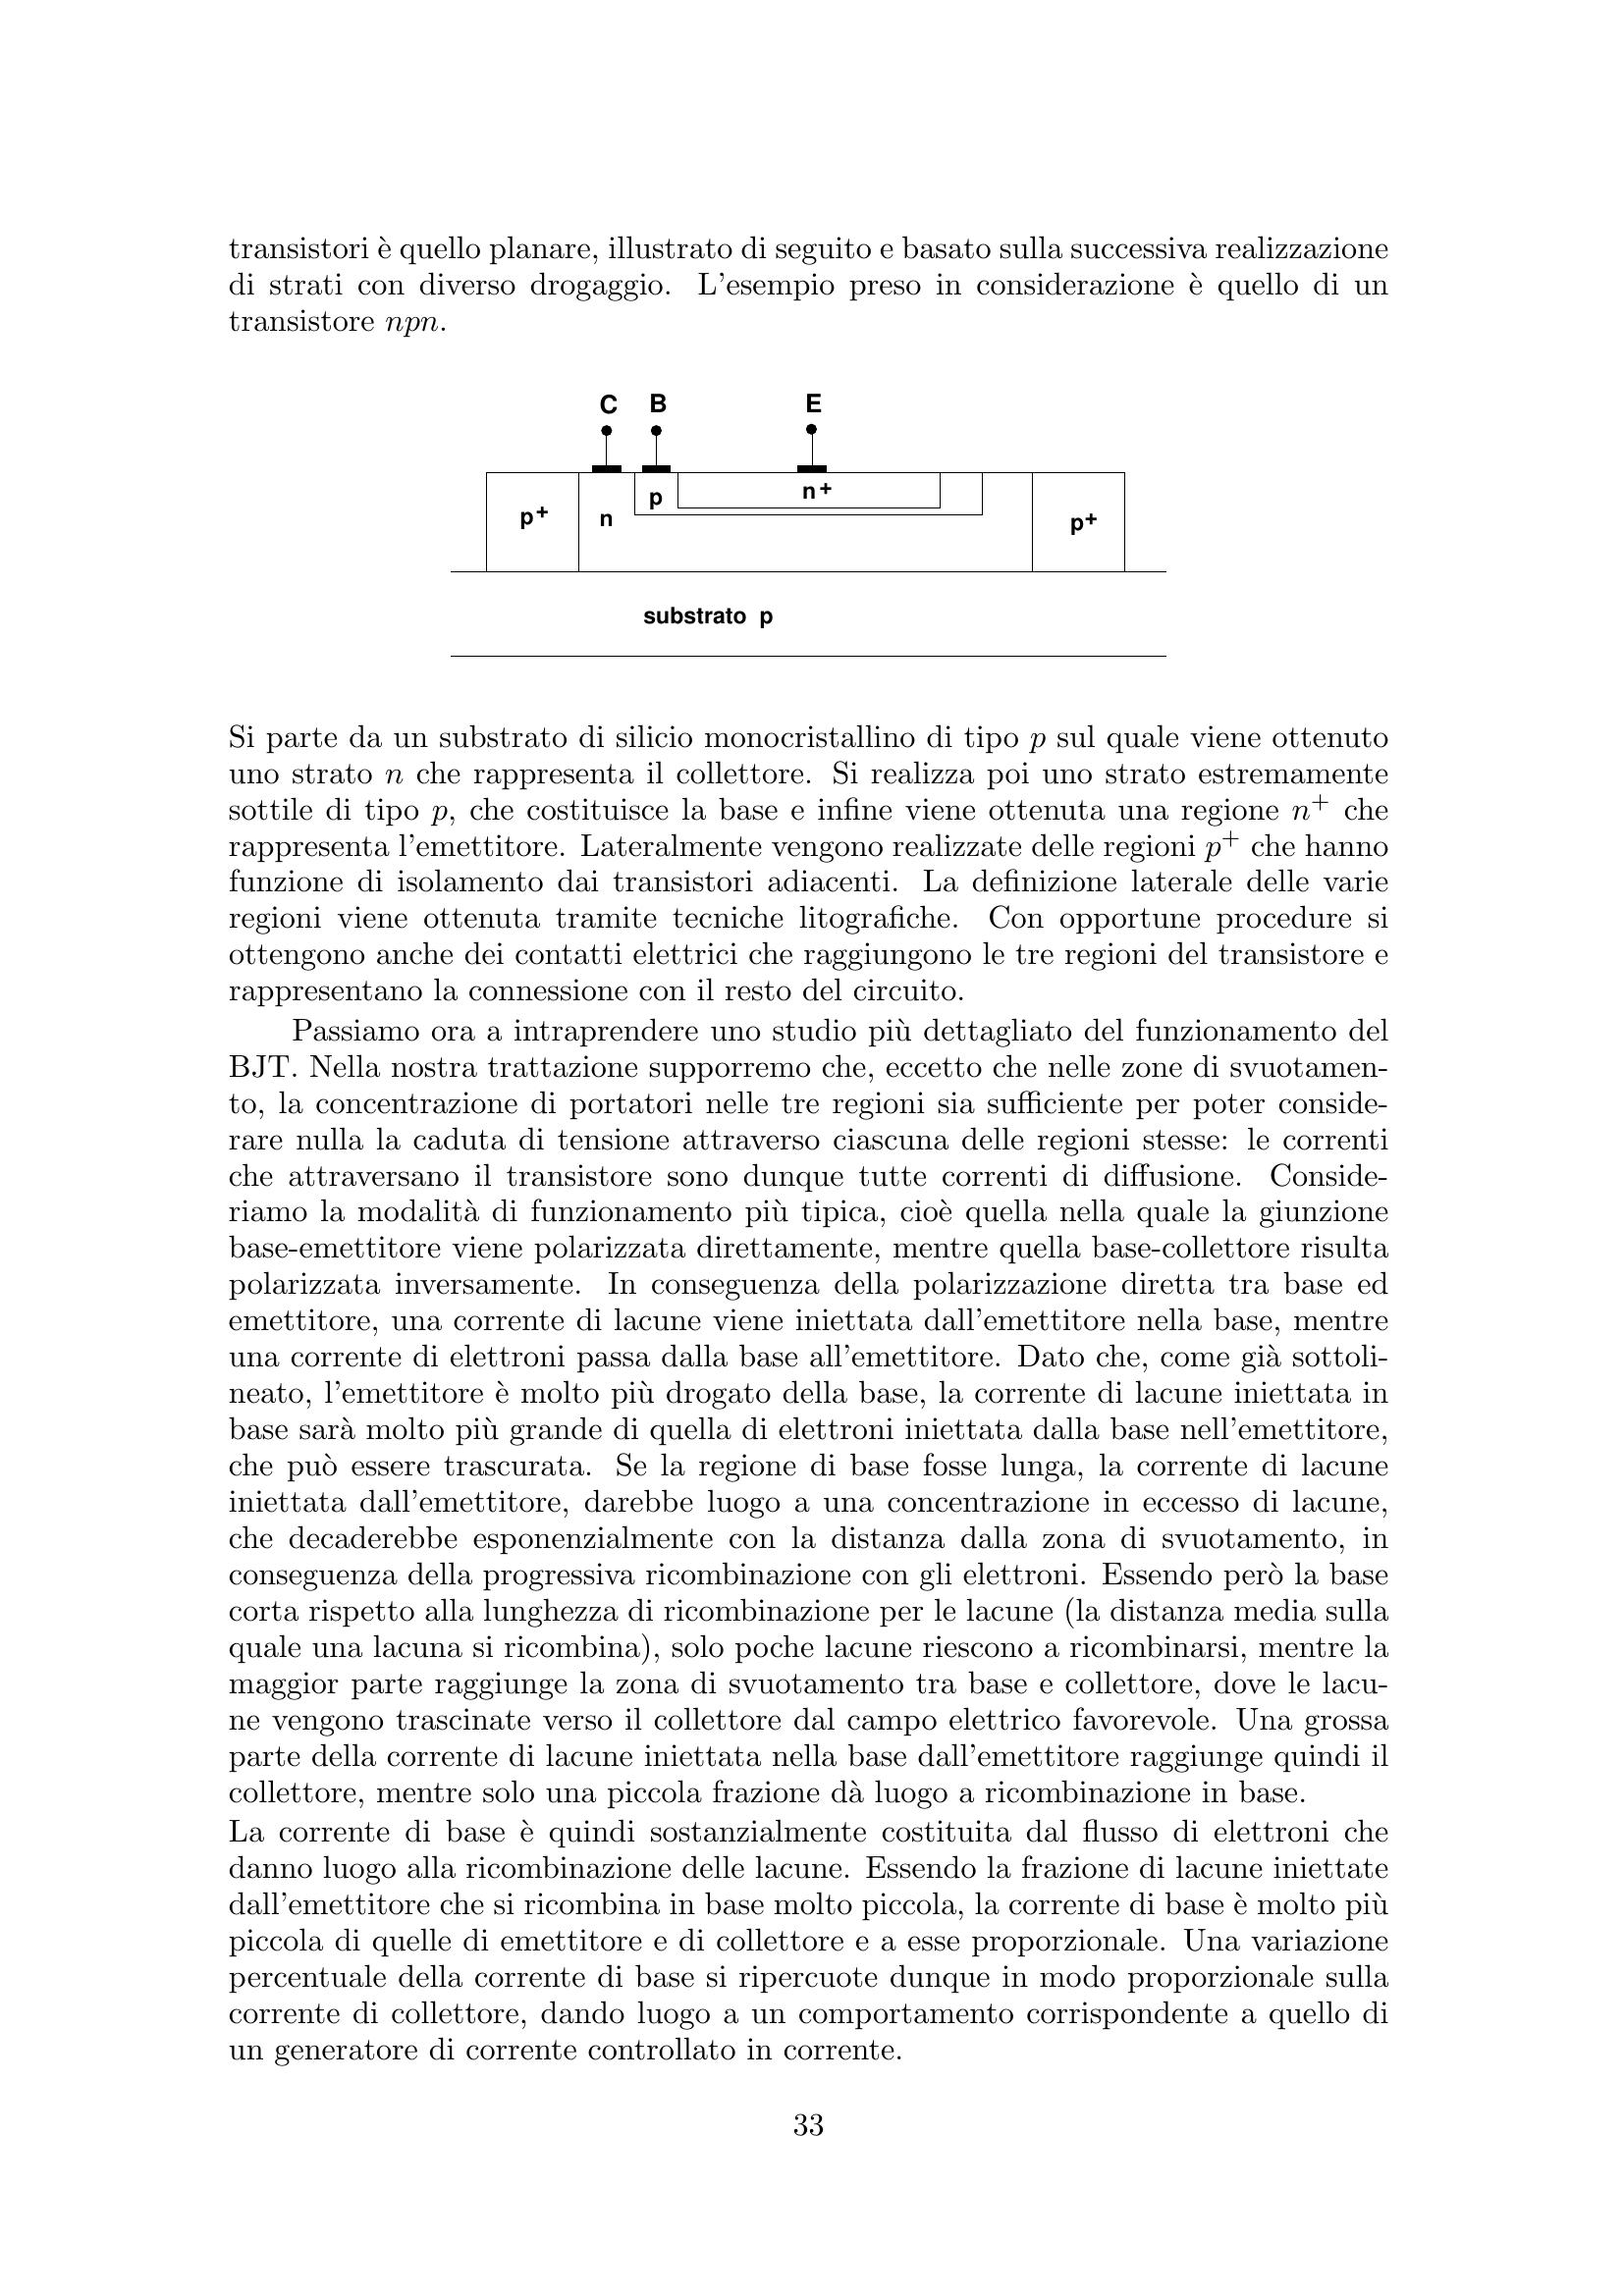 transistori è quello planare, illustrato di seguito e basato sulla successiva realizzazione
di strati con diverso drogaggio. L'esempio preso in considerazione è quello di un
transistore npn.
C B E
p+ n p n+ p+
substrato p
Si parte da un substrato di silicio monocristallino di tipo p sul quale viene ottenuto
uno strato n che rappresenta il collettore. Si realizza poi uno strato estremamente
sottile di tipo p, che costituisce la base e infine viene ottenuta una regione n+ che
rappresenta l'emettitore. Lateralmente vengono realizzate delle regioni p+ che hanno
funzione di isolamento dai transistori adiacenti. La definizione laterale delle varie
regioni viene ottenuta tramite tecniche litografiche. Con opportune procedure si
ottengono anche dei contatti elettrici che raggiungono le tre regioni del transistore e
rappresentano la connessione con il resto del circuito.
Passiamo ora a intraprendere uno studio più dettagliato del funzionamento del
BJT. Nella nostra trattazione supporremo che, eccetto che nelle zone di svuotamen-
to, la concentrazione di portatori nelle tre regioni sia sufficiente per poter conside-
rare nulla la caduta di tensione attraverso ciascuna delle regioni stesse: le correnti
che attraversano il transistore sono dunque tutte correnti di diffusione. Conside-
riamo la modalità di funzionamento più tipica, cioè quella nella quale la giunzione
base-emettitore viene polarizzata direttamente, mentre quella base-collettore risulta
polarizzata inversamente. In conseguenza della polarizzazione diretta tra base ed
emettitore, una corrente di lacune viene iniettata dall'emettitore nella base, mentre
una corrente di elettroni passa dalla base all'emettitore. Dato che, come già sottoli-
neato, l'emettitore è molto più drogato della base, la corrente di lacune iniettata in
base sarà molto più grande di quella di elettroni iniettata dalla base nell'emettitore,
che può essere trascurata. Se la regione di base fosse lunga, la corrente di lacune
iniettata dall'emettitore, darebbe luogo a una concentrazione in eccesso di lacune,
che decaderebbe esponenzialmente con la distanza dalla zona di svuotamento, in
conseguenza della progressiva ricombinazione con gli elettroni. Essendo però la base
corta rispetto alla lunghezza di ricombinazione per le lacune (la distanza media sulla
quale una lacuna si ricombina), solo poche lacune riescono a ricombinarsi, mentre la
maggior parte raggiunge la zona di svuotamento tra base e collettore, dove le lacu-
ne vengono trascinate verso il collettore dal campo elettrico favorevole. Una grossa
parte della corrente di lacune iniettata nella base dall'emettitore raggiunge quindi il
collettore, mentre solo una piccola frazione dà luogo a ricombinazione in base.
La corrente di base è quindi sostanzialmente costituita dal flusso di elettroni che
danno luogo alla ricombinazione delle lacune. Essendo la frazione di lacune iniettate
dall'emettitore che si ricombina in base molto piccola, la corrente di base è molto più
piccola di quelle di emettitore e di collettore e a esse proporzionale. Una variazione
percentuale della corrente di base si ripercuote dunque in modo proporzionale sulla
corrente di collettore, dando luogo a un comportamento corrispondente a quello di
un generatore di corrente controllato in corrente.
33